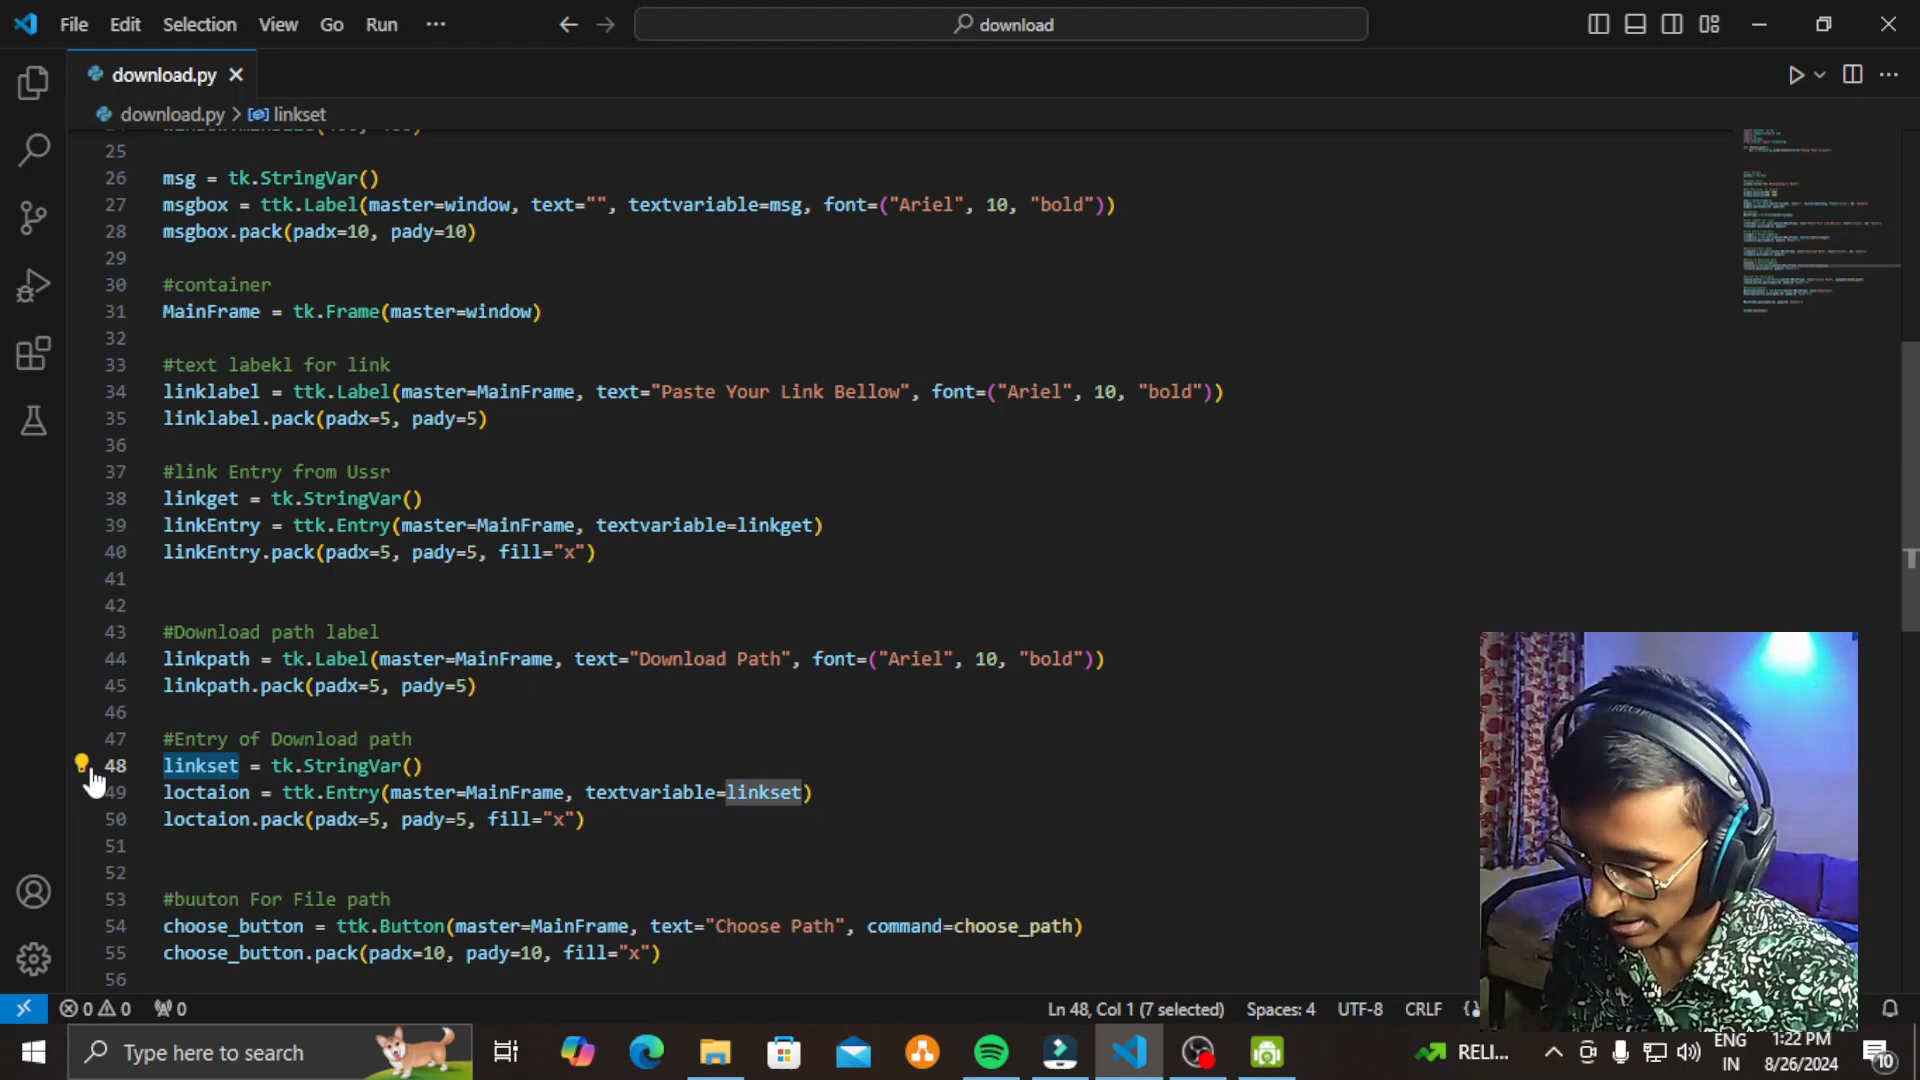 File Edit Selection View Go Run ··· download
download.py
download.py > linkset
25
26 msg = tk.StringVar()
27 msgbox = ttk.Label(master=window, text="", textvariable=msg, font=("Ariel", 10, "bold"))
28 msgbox.pack(padx=10, pady=10)
29
30 #container
31 MainFrame = tk.Frame(master=window)
32
33 #text labekl for link
34 linklabel = ttk.Label(master=MainFrame, text="Paste Your Link Bellow", font=("Ariel", 10, "bold"))
35 linklabel.pack(padx=5, pady=5)
36
37 #link Entry from Ussr
38 linkget = tk.StringVar()
39 linkEntry = ttk.Entry(master=MainFrame, textvariable=linkget)
40 linkEntry.pack(padx=5, pady=5, fill="x")
41
42
43 #Download path label
44 linkpath = tk.Label(master=MainFrame, text="Download Path", font=("Ariel", 10, "bold"))
45 linkpath.pack(padx=5, pady=5)
46
47 #Entry of Download path
48 linkset = tk.StringVar()
49 loctaion = ttk.Entry(master=MainFrame, textvariable=linkset)
50 loctaion.pack(padx=5, pady=5, fill="x")
51
52
53 #buuton For File path
54 choose_button = ttk.Button(master=MainFrame, text="Choose Path", command=choose_path)
55 choose_button.pack(padx=10, pady=10, fill="x")
56
0 0 0 Ln 48, Col 1 (7 selected) Spaces: 4 UTF-8 CRLF
Type here to search RELI... ENG IN 1:22 PM 8/26/2024 10